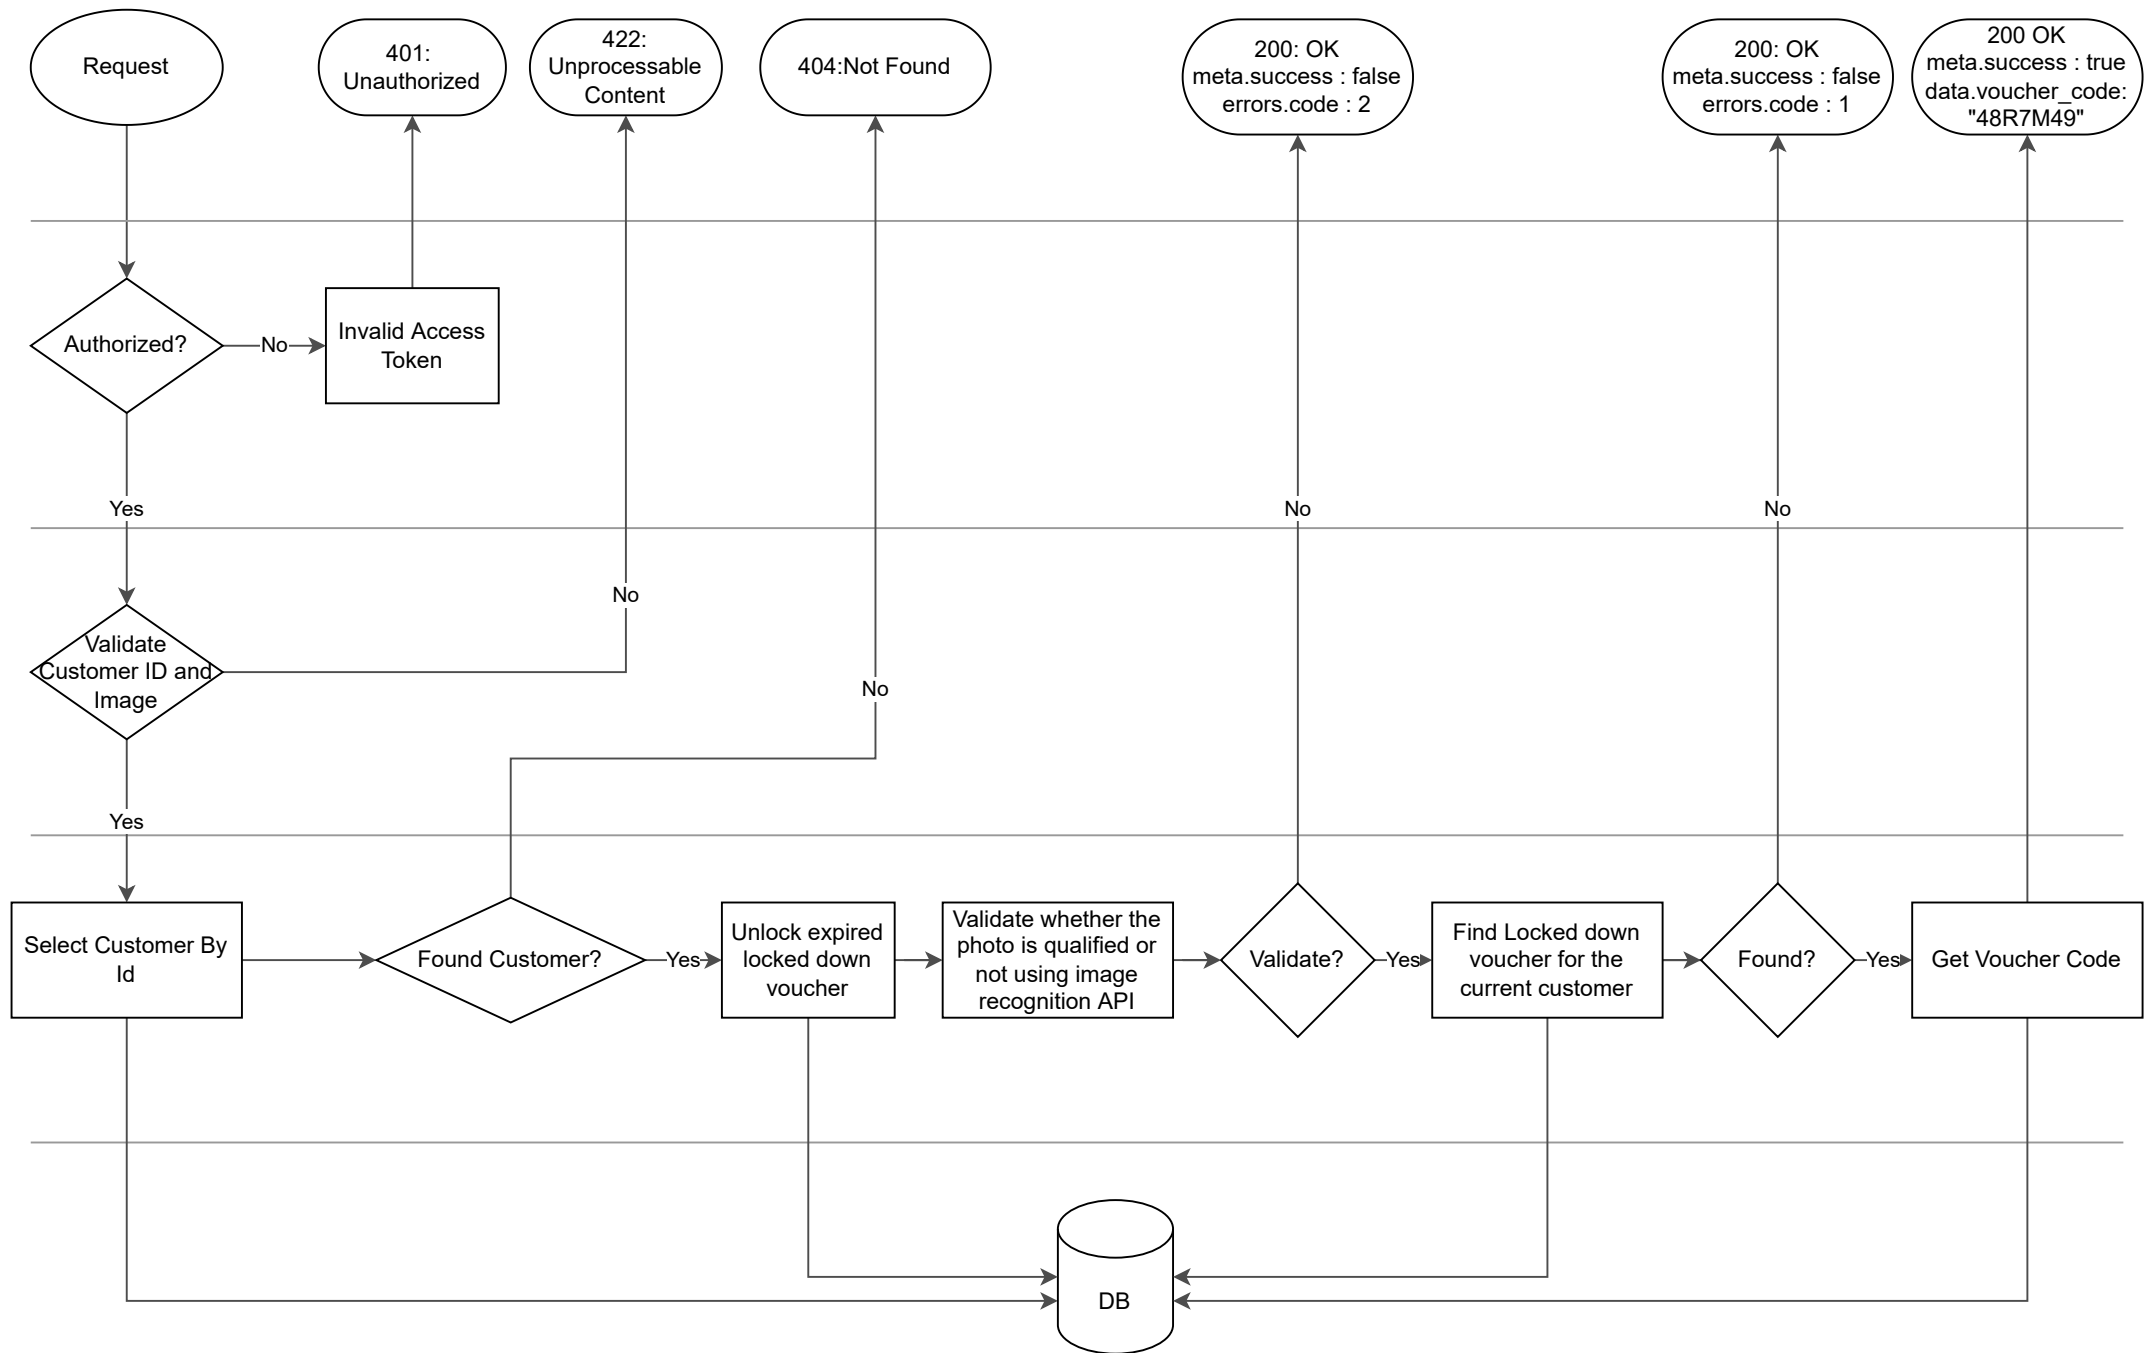 Request
401:
Unauthorized
422:
Unprocessable
Content
404:Not Found
200: OK
meta.success : false
errors.code : 2
200: OK
meta.success : false
errors.code : 1
200 OK
meta.success : true
data.voucher_code:
"48R7M49"
Authorized?
No
Invalid Access
Token
Yes
No
No
No
Validate
Customer ID and
Image
No
Yes
Select Customer By
Id
Found Customer?
Yes
Unlock expired
locked down
voucher
Validate whether the
photo is qualified or
not using image
recognition API
Validate?
Yes
Find Locked down
voucher for the
current customer
Found?
Yes
Get Voucher Code
DB